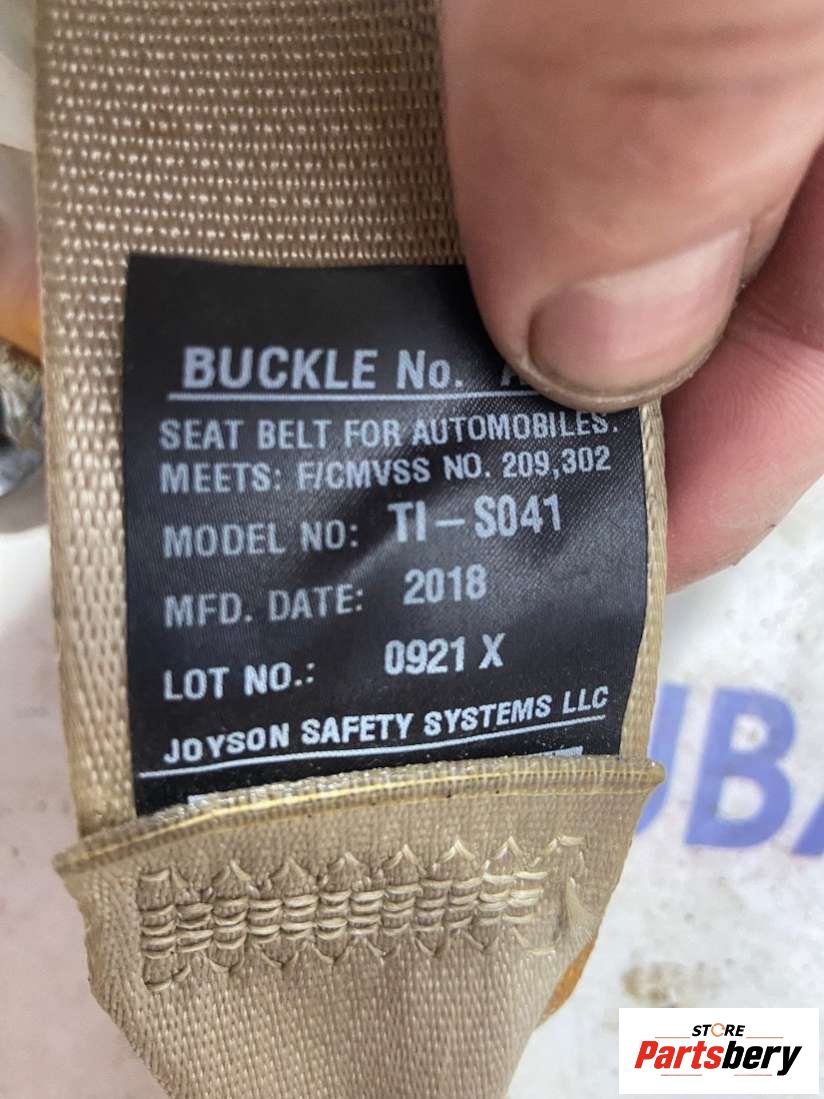 BUCKLE No. A
SEAT BELT FOR AUTOMOBILES.
MEETS: F/CMVSS NO. 209,302
MODEL NO: TI-S041
MFD. DATE: 2018
LOT NO.: 0921 X
JOYSON SAFETY SYSTEMS LLC
UBA
STORE
Partsbery